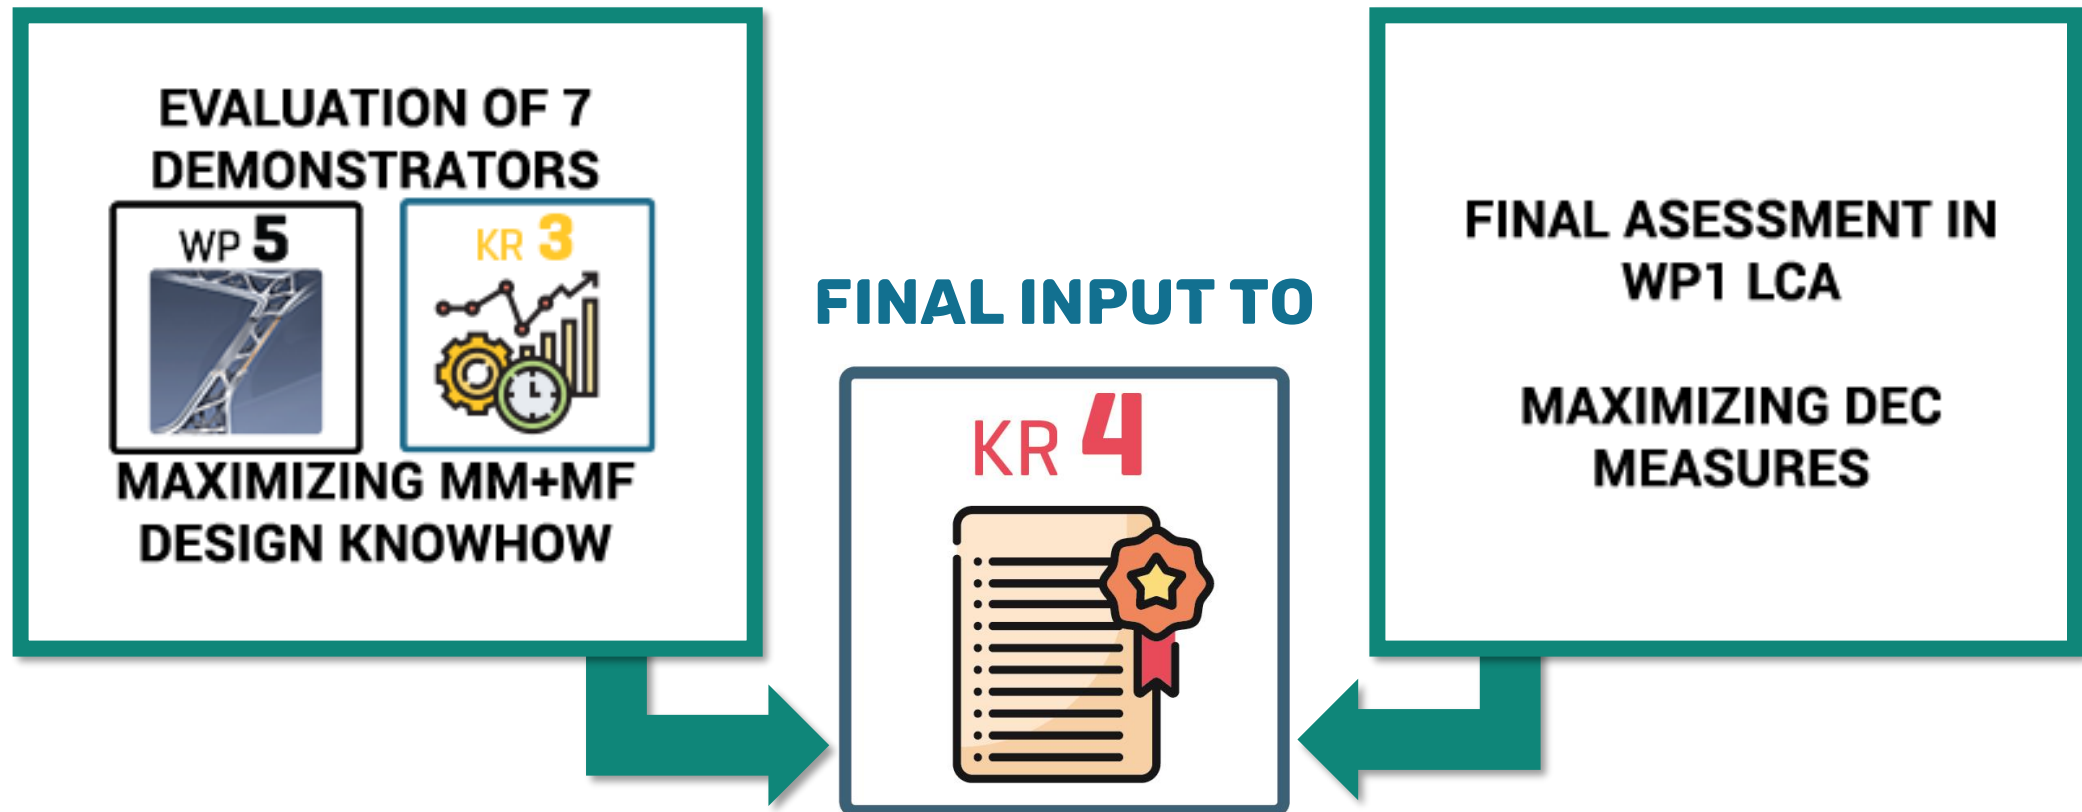 EVALUATION OF 7
DEMONSTRATORS
WP 5
KR 3
MAXIMIZING MM+MF
DESIGN KNOWHOW
FINAL INPUT TO
KR 4
FINAL ASESSMENT IN
WP1 LCA
MAXIMIZING DEC
MEASURES